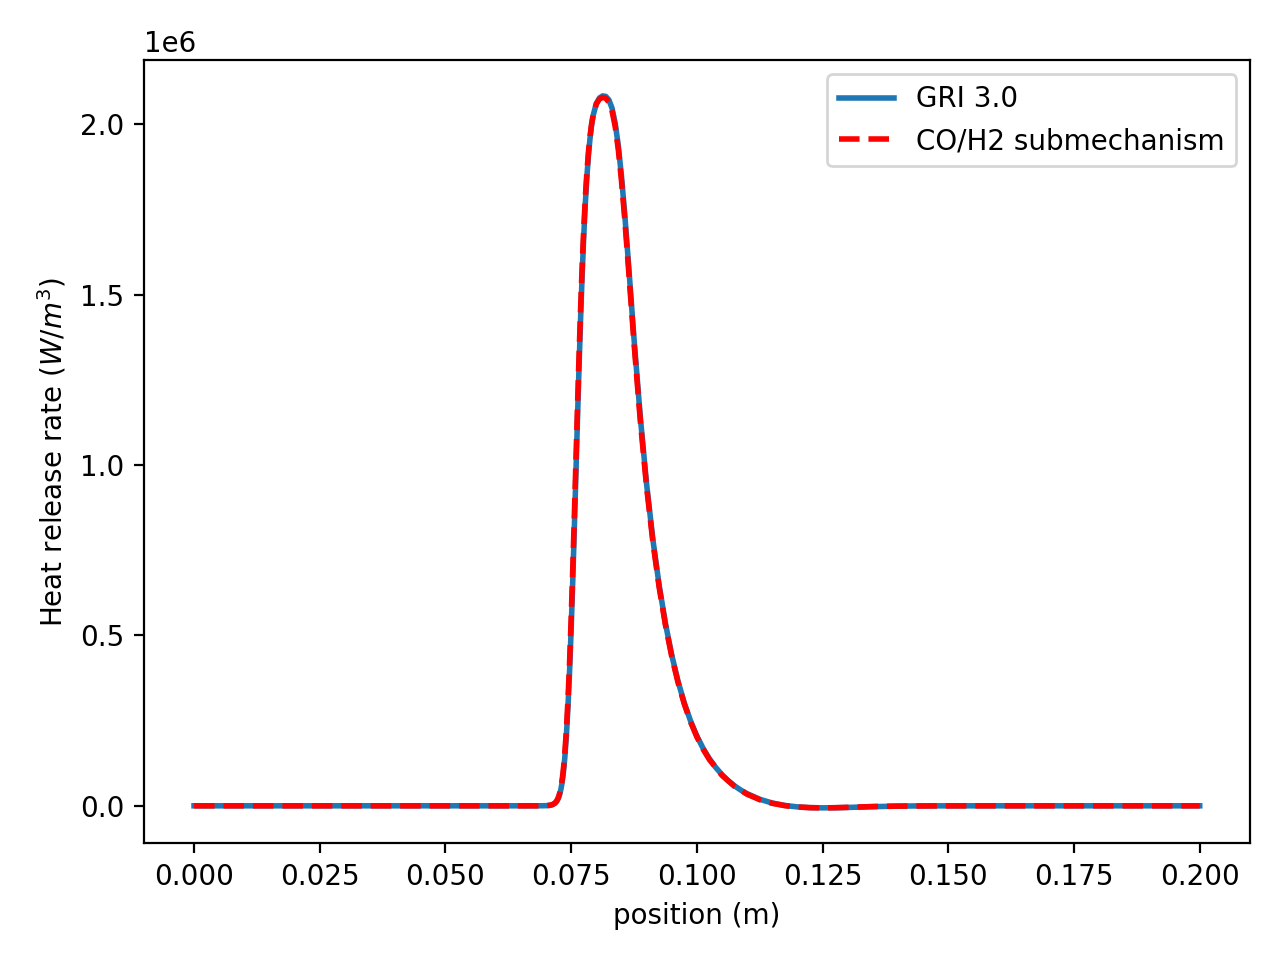 1e6
GRI 3.0
CO/H2 submechanism
2.0
1.5
1.0
0.5
0.0
Heat release rate (W/m³)
0.000 0.025 0.050 0.075 0.100 0.125 0.150 0.175 0.200
position (m)